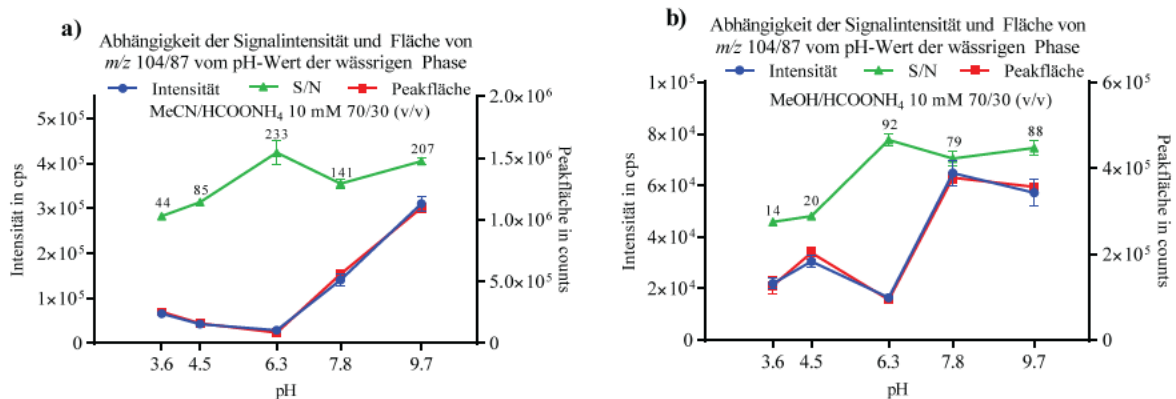 a)
Abhängigkeit der Signalintensität und Fläche von
m/z 104/87 vom pH-Wert der wässrigen Phase
Intensität S/N Peakfläche
MeCN/HCOONH₄ 10 mM 70/30 (v/v)
5×10⁵
4×10⁵
3×10⁵
2×10⁵
1×10⁵
0
Intensität in cps
44
85
233
141
207
2.0×10⁶
1.5×10⁶
1.0×10⁶
5.0×10⁵
0
Peakfläche in counts
3.6 4.5 6.3 7.8 9.7
pH
b)
Abhängigkeit der Signalintensität und Fläche von
m/z 104/87 vom pH-Wert der wässrigen Phase
Intensität S/N Peakfläche
MeOH/HCOONH₄ 10 mM 70/30 (v/v)
1×10⁵
8×10⁴
6×10⁴
4×10⁴
2×10⁴
0
Intensität in cps
14
20
92
79
88
6×10⁵
4×10⁵
2×10⁵
0
Peakfläche in counts
3.6 4.5 6.3 7.8 9.7
pH